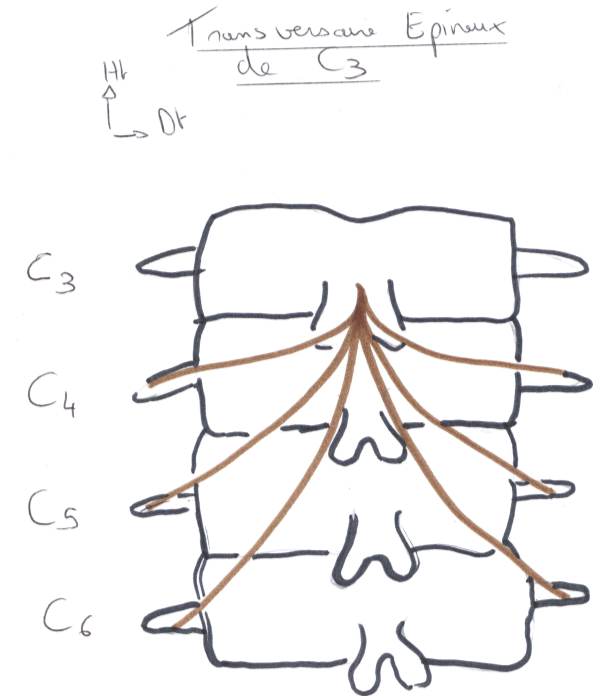 Transversaire Epineux
de C3
Ht
Dt
C3
C4
C5
C6